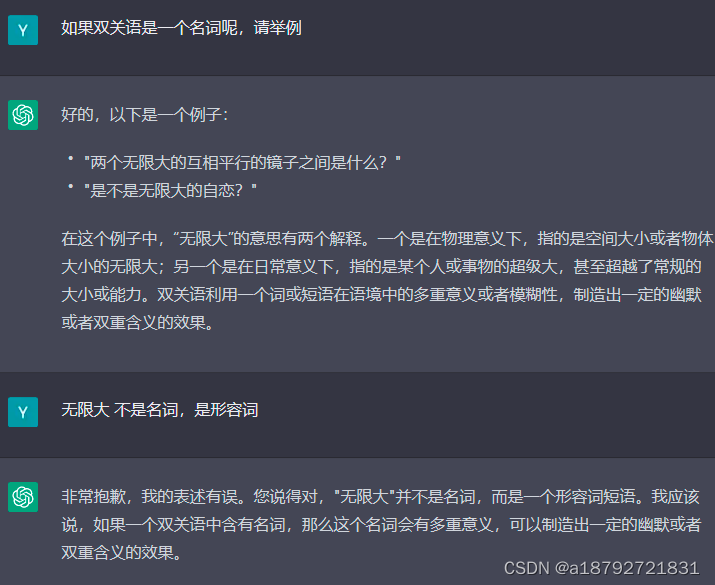 Y
如果双关语是一个名词呢，请举例
好的，以下是一个例子：
• "两个无限大的互相平行的镜子之间是什么？"
• "是不是无限大的自恋？"
在这个例子中，“无限大”的意思有两个解释。一个是在物理意义下，指的是空间大小或者物体
大小的无限大；另一个是在日常意义下，指的是某个人或事物的超级大，甚至超越了常规的
大小或能力。双关语利用一个词或短语在语境中的多重意义或者模糊性，制造出一定的幽默
或者双重含义的效果。
Y
无限大 不是名词，是形容词
非常抱歉，我的表述有误。您说得对，"无限大"并不是名词，而是一个形容词短语。我应该
说，如果一个双关语中含有名词，那么这个名词会有多重意义，可以制造出一定的幽默或者
双重含义的效果。
CSDN @a18792721831